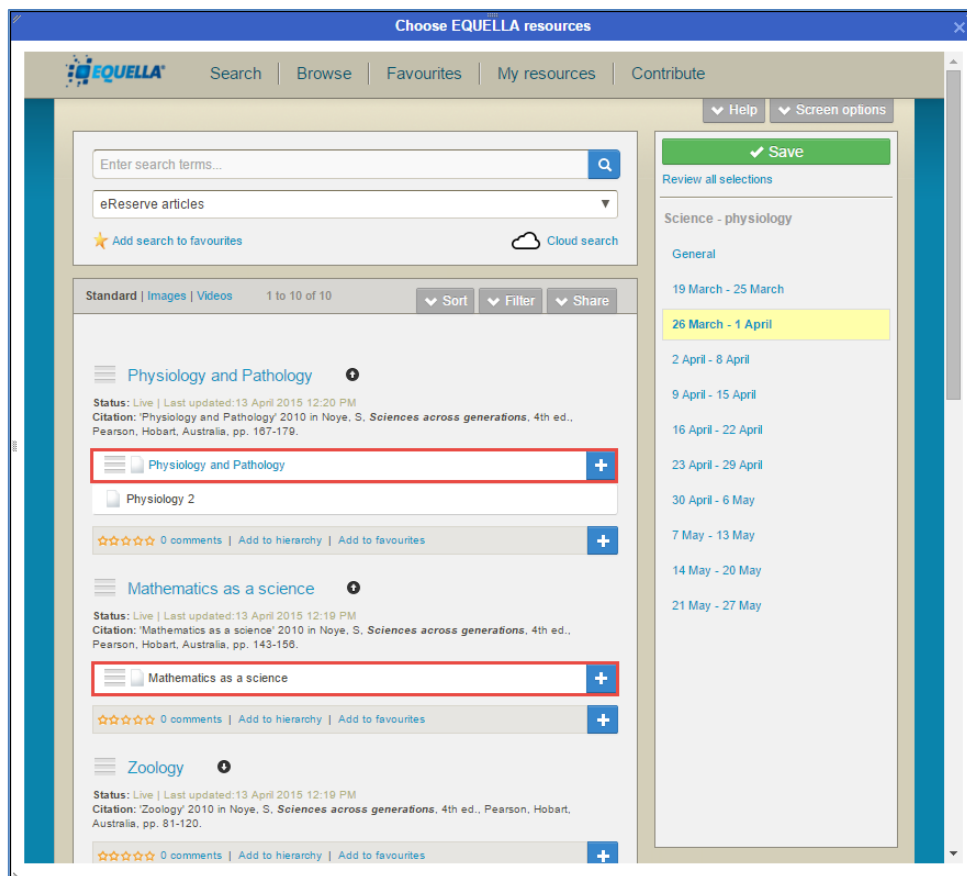 Choose EQUELLA resources
EQUELLA
Search | Browse | Favourites | My resources | Contribute
Help
Screen options
Enter search terms...
eReserve articles
Add search to favourites
Cloud search
Standard | Images | Videos 1 to 10 of 10
Sort
Filter
Share
Physiology and Pathology
Status: Live | Last updated:13 April 2015 12:20 PM
Citation: 'Physiology and Pathology' 2010 in Noye, S, Sciences across generations, 4th ed.,
Pearson, Hobart, Australia, pp. 167-179.
Physiology and Pathology
Physiology 2
0 comments | Add to hierarchy | Add to favourites
Mathematics as a science
Status: Live | Last updated:13 April 2015 12:19 PM
Citation: 'Mathematics as a science' 2010 in Noye, S, Sciences across generations, 4th ed.,
Pearson, Hobart, Australia, pp. 143-156.
Mathematics as a science
0 comments | Add to hierarchy | Add to favourites
Zoology
Status: Live | Last updated:13 April 2015 12:19 PM
Citation: 'Zoology' 2010 in Noye, S, Sciences across generations, 4th ed., Pearson, Hobart,
Australia, pp. 81-120.
0 comments | Add to hierarchy | Add to favourites
Save
Review all selections
Science - physiology
General
19 March - 25 March
26 March - 1 April
2 April - 8 April
9 April - 15 April
16 April - 22 April
23 April - 29 April
30 April - 6 May
7 May - 13 May
14 May - 20 May
21 May - 27 May